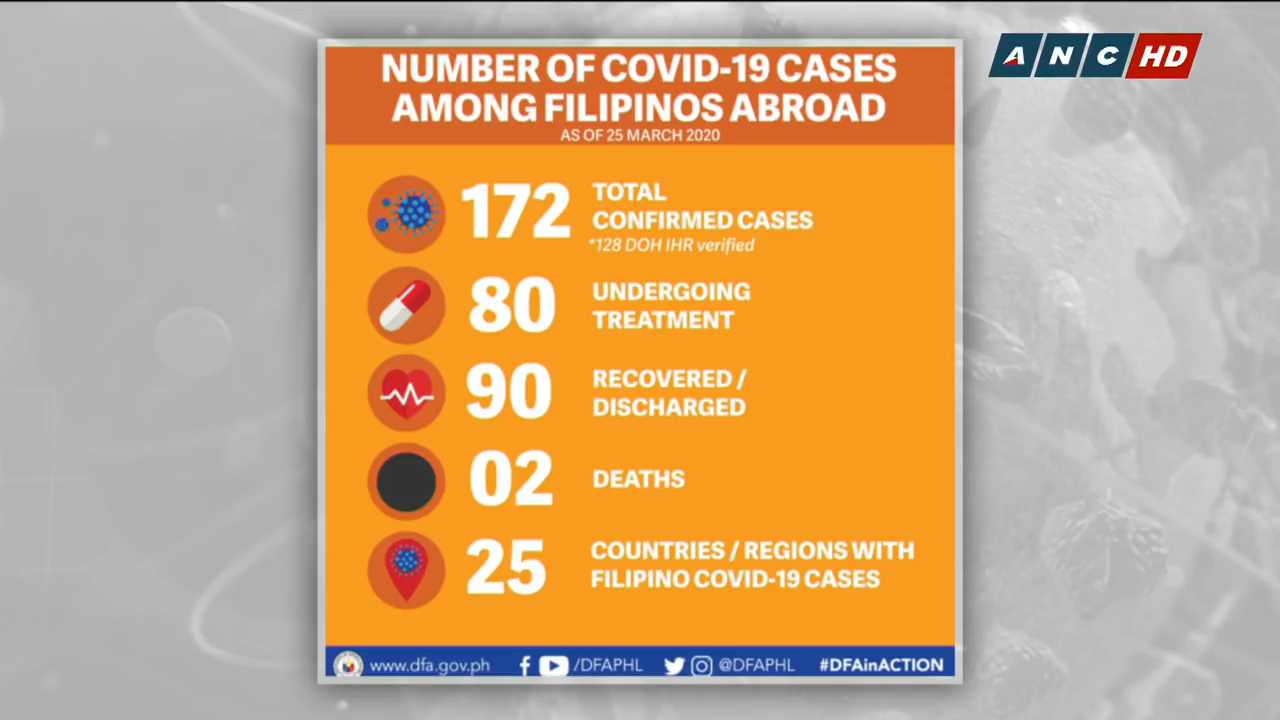 ANC HD
NUMBER OF COVID-19 CASES
AMONG FILIPINOS ABROAD
AS OF 25 MARCH 2020
172 TOTAL
CONFIRMED CASES
*128 DOH IHR verified
80 UNDERGOING
TREATMENT
90 RECOVERED /
DISCHARGED
02 DEATHS
25 COUNTRIES / REGIONS WITH
FILIPINO COVID-19 CASES
www.dfa.gov.ph /DFAPHL @DFAPHL #DFAinACTION